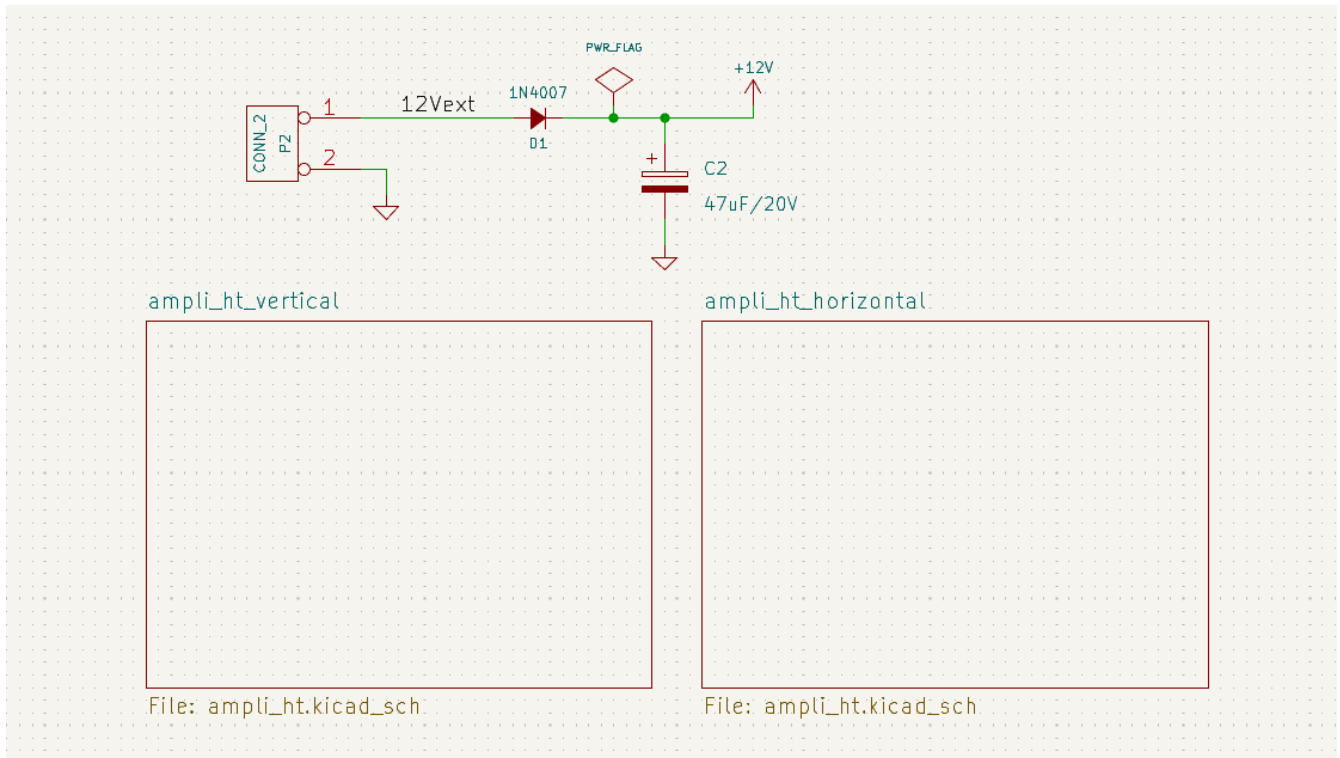 PWR_FLAG
+12V
1N4007
12Vext
1
CONN_2
P2
D1
2
+
C2
47uF/20V
ampli_ht_vertical
ampli_ht_horizontal
File: ampli_ht.kicad_sch
File: ampli_ht.kicad_sch